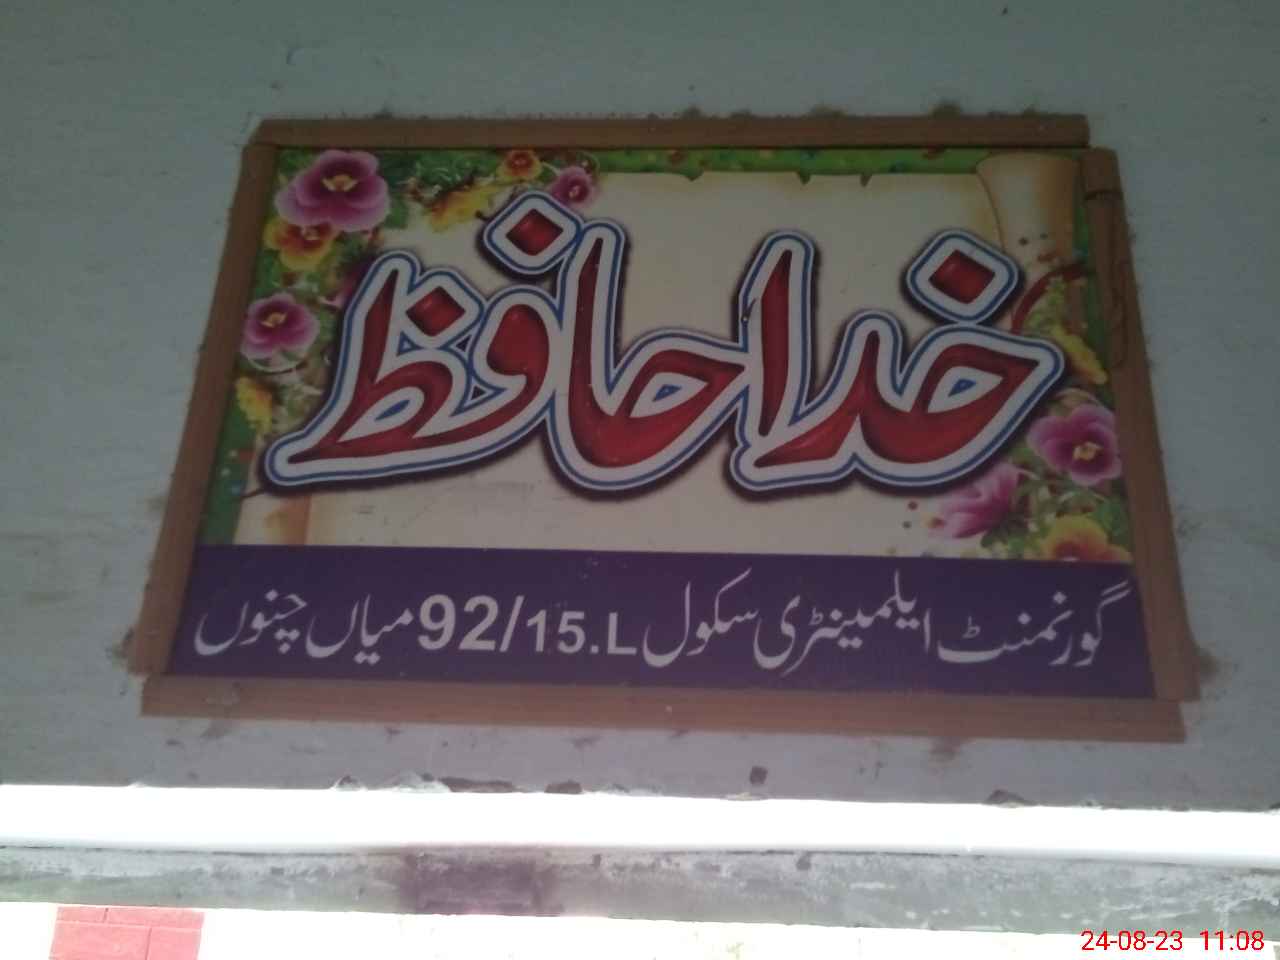 خدا حافظ
گورنمنٹ ایلمینٹری سکول 92/15.L میاں چنوں
24-08-23 11:08